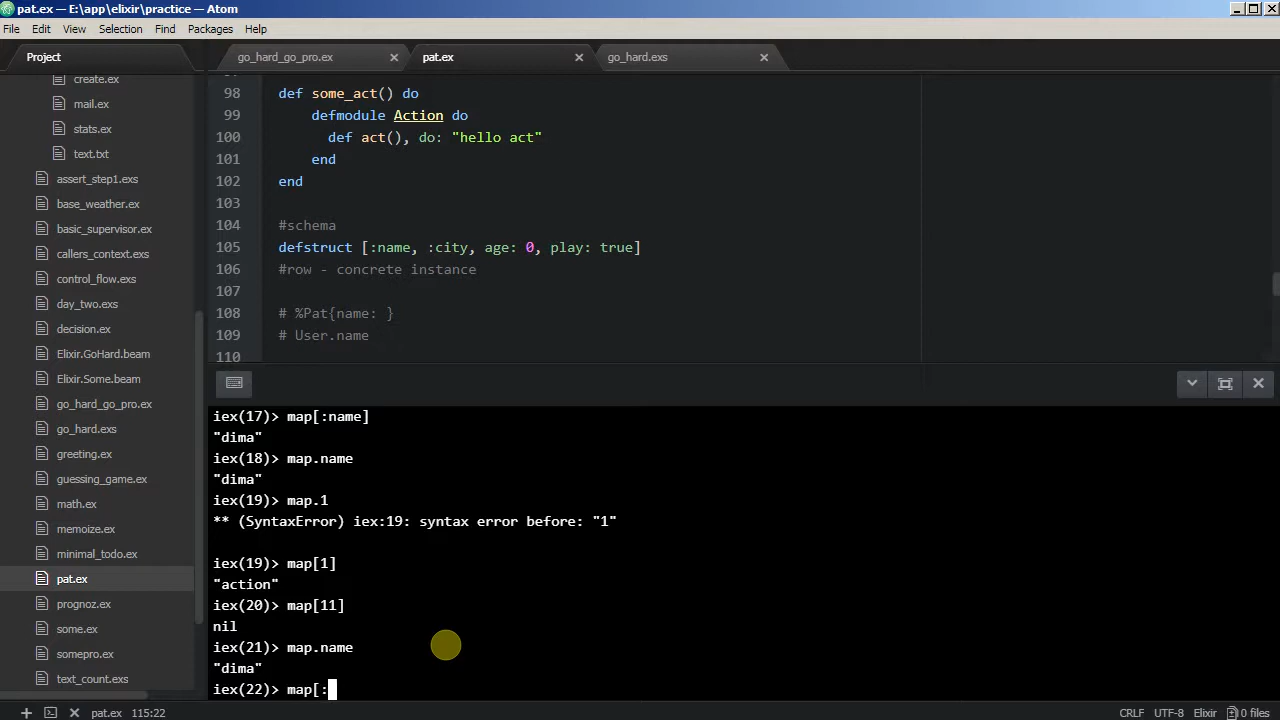 pat.ex — E:\app\elixir\practice — Atom
File Edit View Selection Find Packages Help
Project
go_hard_go_pro.ex
pat.ex
go_hard.exs
create.ex
mail.ex
stats.ex
text.txt
assert_step1.exs
base_weather.ex
basic_supervisor.ex
callers_context.exs
control_flow.exs
day_two.exs
decision.ex
Elixir.GoHard.beam
Elixir.Some.beam
go_hard_go_pro.ex
go_hard.exs
greeting.ex
guessing_game.ex
math.ex
memoize.ex
minimal_todo.ex
pat.ex
prognoz.ex
some.ex
somepro.ex
text_count.exs
98 def some_act() do
99 defmodule Action do
100 def act(), do: "hello act"
101 end
102 end
103
104 #schema
105 defstruct [:name, :city, age: 0, play: true]
106 #row - concrete instance
107
108 # %Pat{name: }
109 # User.name
110
iex(17)> map[:name]
"dima"
iex(18)> map.name
"dima"
iex(19)> map.1
** (SyntaxError) iex:19: syntax error before: "1"
iex(19)> map[1]
"action"
iex(20)> map[11]
nil
iex(21)> map.name
"dima"
iex(22)> map[:
pat.ex 115:22
CRLF UTF-8 Elixir 0 files